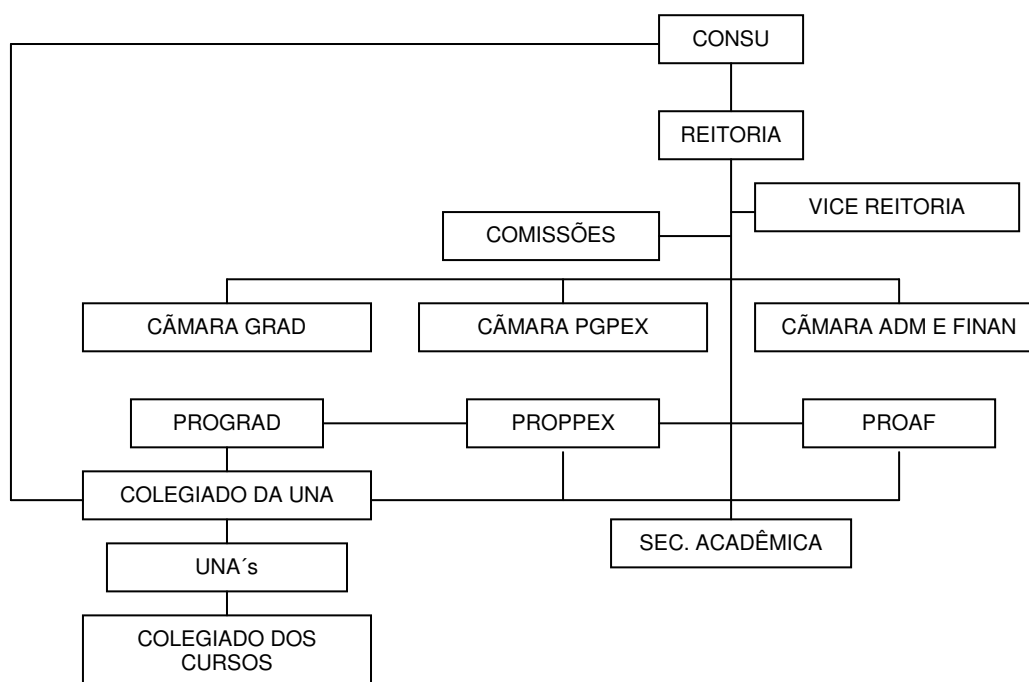 CONSU
REITORIA
VICE REITORIA
COMISSÕES
CÃMARA GRAD
CÃMARA PGPEX
CÃMARA ADM E FINAN
PROGRAD
PROPPEX
PROAF
COLEGIADO DA UNA
SEC. ACADÊMICA
UNA´s
COLEGIADO DOS
CURSOS